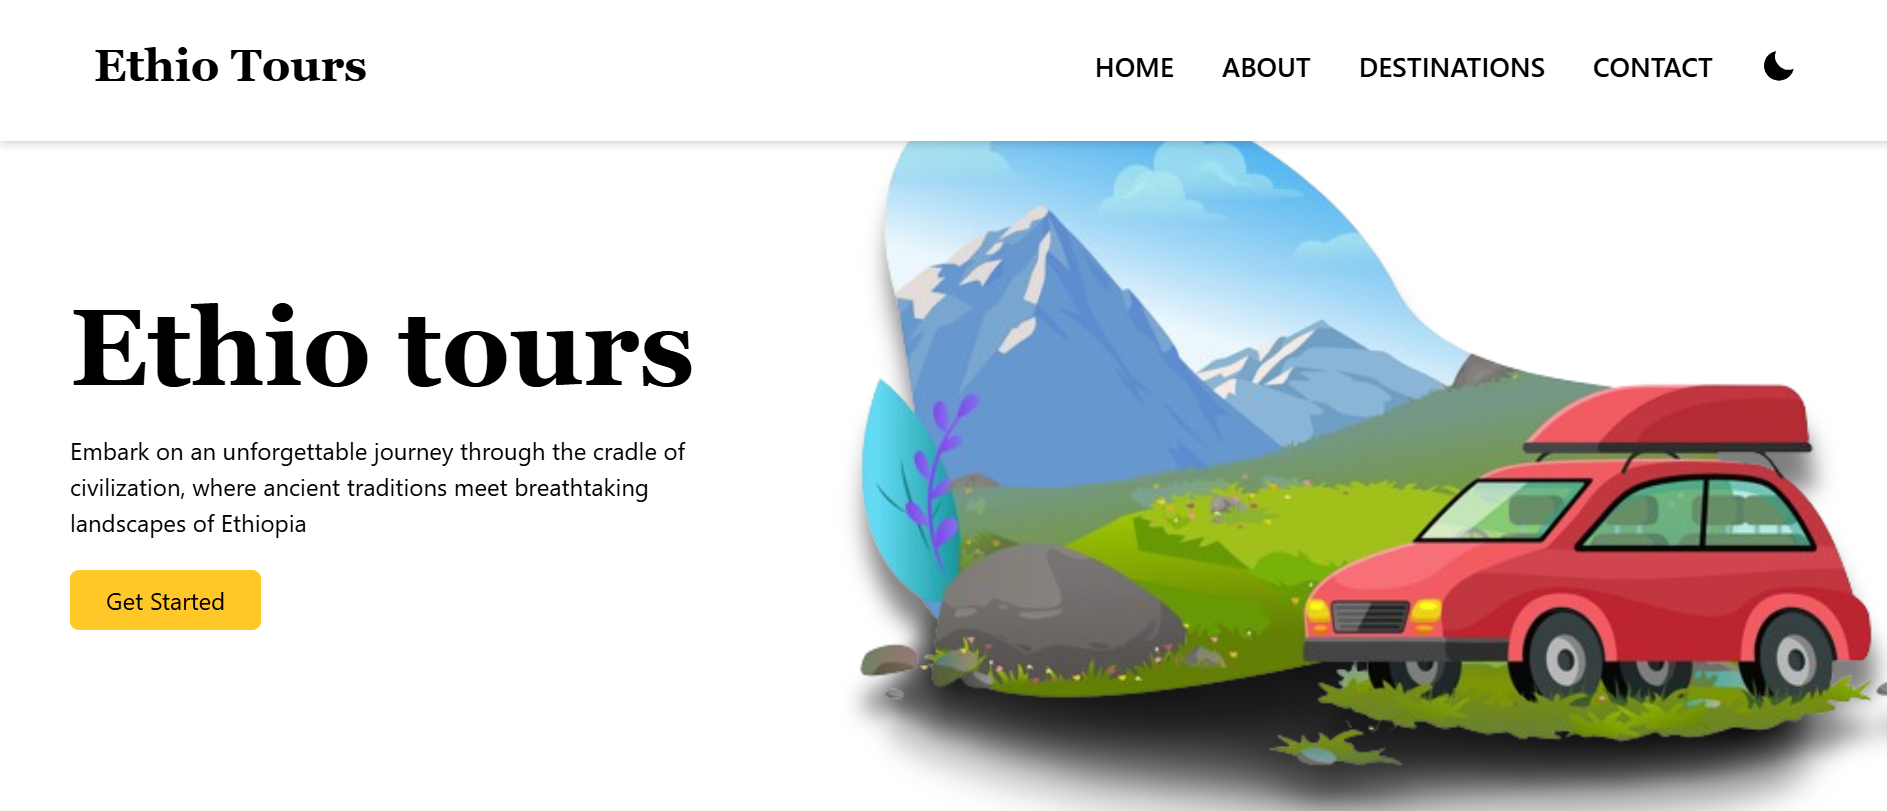 Ethio Tours
HOME ABOUT DESTINATIONS CONTACT
Ethio tours
Embark on an unforgettable journey through the cradle of
civilization, where ancient traditions meet breathtaking
landscapes of Ethiopia
Get Started